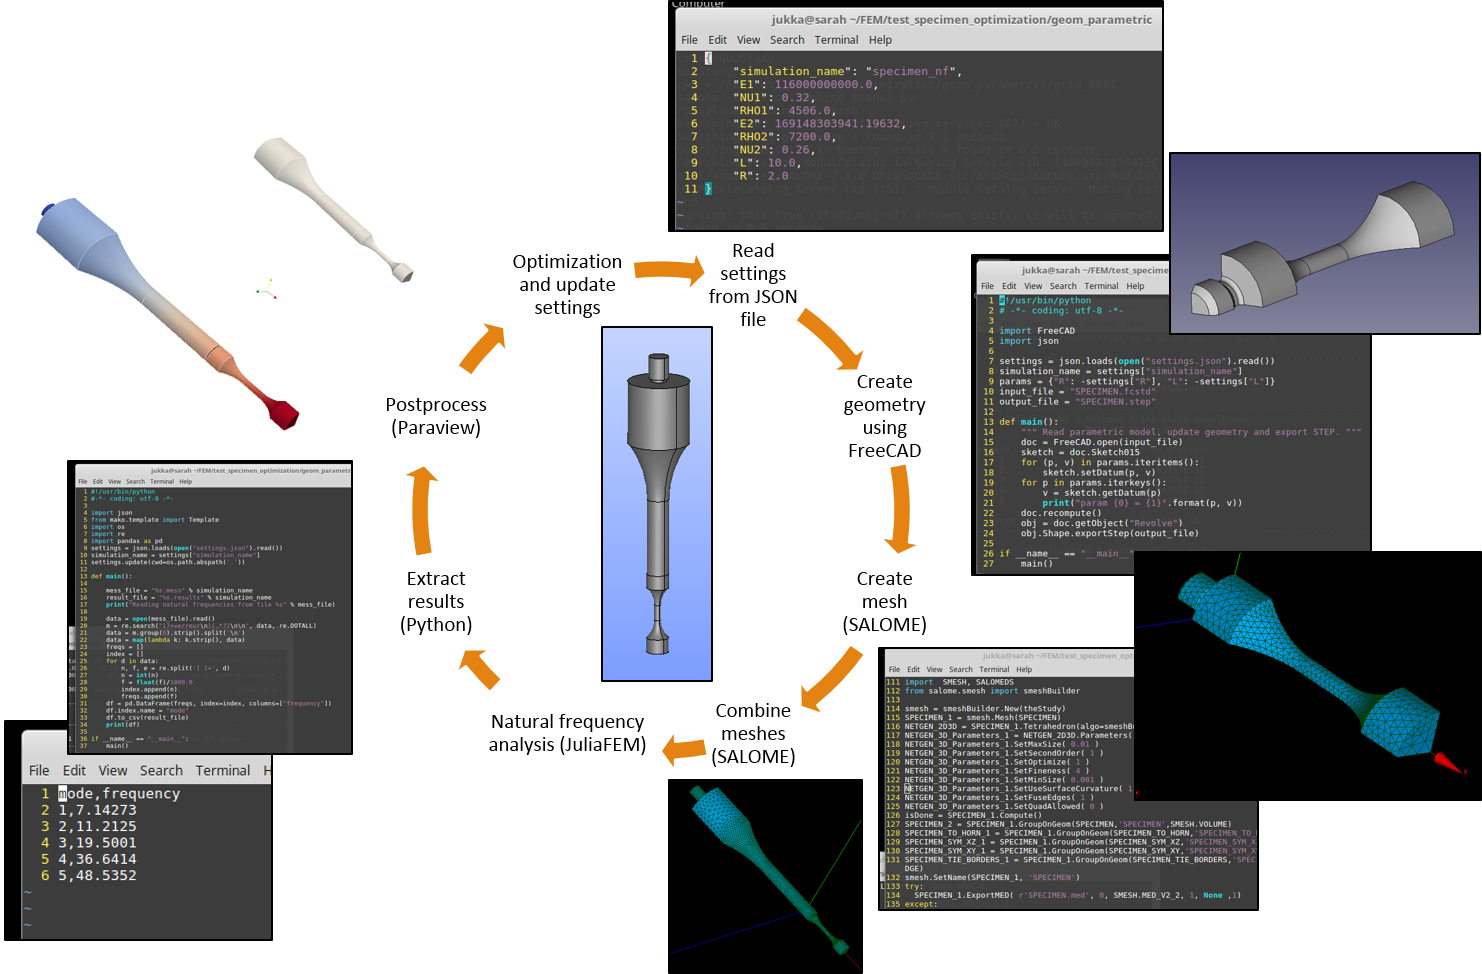 Computer
jukka@sarah ~/FEM/test_specimen_optimization/geom_parametric
File Edit View Search Terminal Help
1 {
2 "simulation_name": "specimen_nf",
3 "E1": 116000000000.0,
4 "NU1": 0.32,
5 "RHO1": 4506.0,
6 "E2": 169148303941.19632,
7 "RHO2": 7200.0,
8 "NU2": 0.26,
9 "L": 10.0,
10 "R": 2.0
11 }
~
~
~
Optimization
and update
settings
Read
settings
from JSON
file
Create
geometry
using
FreeCAD
Create
mesh
(SALOME)
Combine
meshes
(SALOME)
Natural frequency
analysis (JuliaFEM)
Extract
results
(Python)
Postprocess
(Paraview)
jukka@sarah ~/FEM/test_specime
File Edit View Search Terminal Help
1 #!/usr/bin/python
2 # -*- coding: utf-8 -*-
3
4 import FreeCAD
5 import json
6
7 settings = json.loads(open("settings.json").read())
8 simulation_name = settings["simulation_name"]
9 params = {"R": -settings["R"], "L": -settings["L"]}
10 input_file = "SPECIMEN.fcstd"
11 output_file = "SPECIMEN.step"
12
13 def main():
14 """ Read parametric model, update geometry and export STEP. """
15 doc = FreeCAD.open(input_file)
16 sketch = doc.Sketch015
17 for (p, v) in params.iteritems():
18 sketch.setDatum(p, v)
19 for p in params.iterkeys():
20 v = sketch.getDatum(p)
21 print("param {0} = {1}".format(p, v))
22 doc.recompute()
23 obj = doc.getObject("Revolve")
24 obj.Shape.exportStep(output_file)
25
26 if __name__ == "__main__"
27 main()
jukka@sarah ~/FEM/test_specimen_opt
File Edit View Search Terminal Help
111 import SMESH, SALOMEDS
112 from salome.smesh import smeshBuilder
113
114 smesh = smeshBuilder.New(theStudy)
115 SPECIMEN_1 = smesh.Mesh(SPECIMEN)
116 NETGEN_2D3D = SPECIMEN_1.Tetrahedron(algo=smeshB
117 NETGEN_3D_Parameters_1 = NETGEN_2D3D.Parameters(
118 NETGEN_3D_Parameters_1.SetMaxSize( 0.01 )
119 NETGEN_3D_Parameters_1.SetSecondOrder( 1 )
120 NETGEN_3D_Parameters_1.SetOptimize( 1 )
121 NETGEN_3D_Parameters_1.SetFineness( 4 )
122 NETGEN_3D_Parameters_1.SetMinSize( 0.001 )
123 NETGEN_3D_Parameters_1.SetUseSurfaceCurvature( 1
124 NETGEN_3D_Parameters_1.SetFuseEdges( 1 )
125 NETGEN_3D_Parameters_1.SetQuadAllowed( 0 )
126 isDone = SPECIMEN_1.Compute()
127 SPECIMEN_2 = SPECIMEN_1.GroupOnGeom(SPECIMEN,'SPECIMEN',SMESH.VOLUME)
128 SPECIMEN_TO_HORN_1 = SPECIMEN_1.GroupOnGeom(SPECIMEN_TO_HORN,'SPECIMEN_TO_
129 SPECIMEN_SYM_XZ_1 = SPECIMEN_1.GroupOnGeom(SPECIMEN_SYM_XZ,'SPECIMEN_SYM_X
130 SPECIMEN_SYM_XY_1 = SPECIMEN_1.GroupOnGeom(SPECIMEN_SYM_XY,'SPECIMEN_SYM_X
131 SPECIMEN_TIE_BORDERS_1 = SPECIMEN_1.GroupOnGeom(SPECIMEN_TIE_BORDERS,'SPEC
DGE)
132 smesh.SetName(SPECIMEN_1, 'SPECIMEN')
133 try:
134 SPECIMEN_1.ExportMED( r'SPECIMEN.med', 0, SMESH.MED_V2_2, 1, None ,1)
135 except:
jukka@sarah ~/FEM/test_specimen_optimization/geom_parametr
File Edit View Search Terminal Help
1 #!/usr/bin/python
2 #-*- coding: utf-8 -*-
3
4 import json
5 from mako.template import Template
6 import os
7 import re
8 import pandas as pd
9 settings = json.loads(open("settings.json").read())
10 simulation_name = settings["simulation_name"]
11 settings.update(cwd=os.path.abspath('.'))
12
13 def main():
14
15 mess_file = "%s.mess" % simulation_name
16 result_file = "%s.results" % simulation_name
17 print("Reading natural frequencies from file %s" % mess_file)
18
19 data = open(mess_file).read()
21 data = m.group(0).strip().split('\n')
22 data = map(lambda k: k.strip(), data)
23 freqs = []
24 index = []
25 for d in data:
26 n, f, e = re.split('[ ]+', d)
27 n = int(n)
28 f = float(f)/1000.0
29 index.append(n)
30 freqs.append(f)
31 df = pd.DataFrame(freqs, index=index, columns=["frequency"])
32 df.index.name = "mode"
33 df.to_csv(result_file)
34 print(df)
35
36 if __name__ == "__main__":
37 main()
File Edit View Search Terminal H
1 mode,frequency
2 1,7.14273
3 2,11.2125
4 3,19.5001
5 4,36.6414
6 5,48.5352
~
~
~